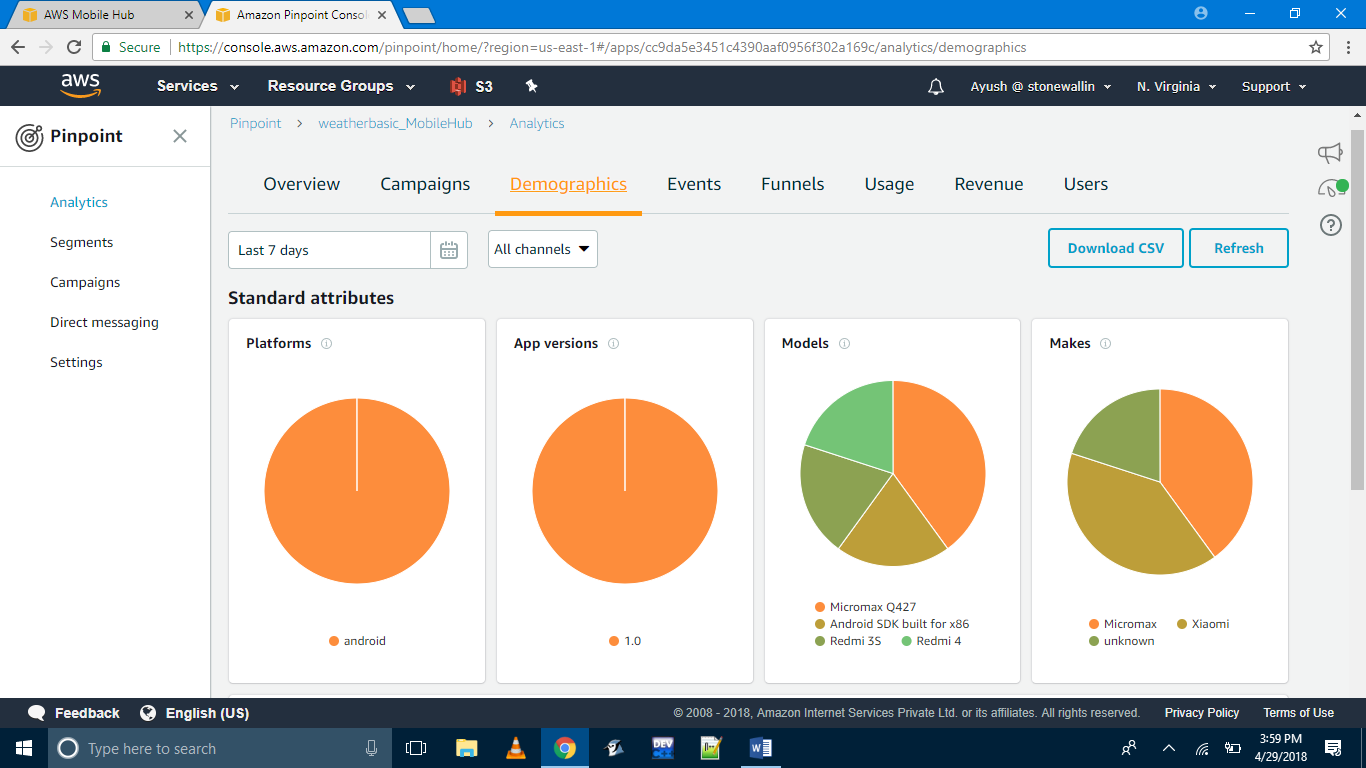 AWS Mobile Hub
Amazon Pinpoint Consol
Secure https://console.aws.amazon.com/pinpoint/home/?region=us-east-1#/apps/cc9da5e3451c4390aaf0956f302a169c/analytics/demographics
aws Services Resource Groups S3 Ayush @ stonewallin N. Virginia Support
Pinpoint
Analytics
Segments
Campaigns
Direct messaging
Settings
Pinpoint > weatherbasic_MobileHub > Analytics
Overview Campaigns Demographics Events Funnels Usage Revenue Users
Last 7 days All channels Download CSV Refresh
Standard attributes
Platforms
android
App versions
1.0
Models
Micromax Q427
Android SDK built for x86
Redmi 3S Redmi 4
Makes
Micromax Xiaomi
unknown
Feedback English (US) © 2008 - 2018, Amazon Internet Services Private Ltd. or its affiliates. All rights reserved. Privacy Policy Terms of Use
Type here to search
DEV
3:59 PM
4/29/2018